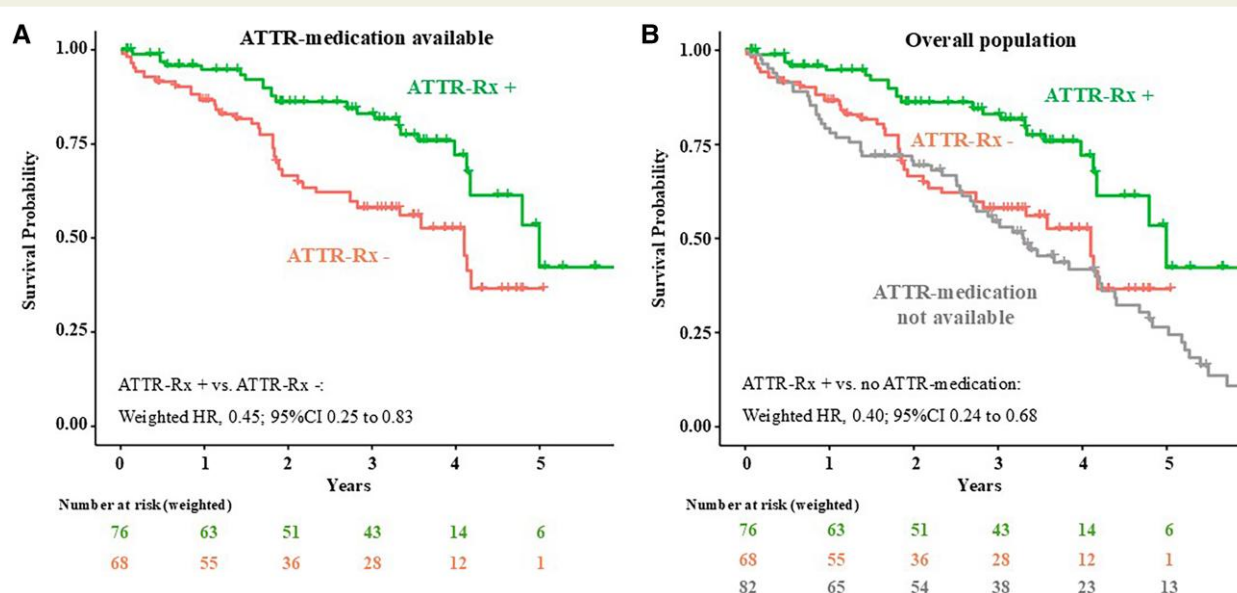 A
ATTR-medication available
1.00
0.75
0.50
0.25
0.00
Survival Probability
ATTR-Rx +
ATTR-Rx -
ATTR-Rx + vs. ATTR-Rx -:
Weighted HR, 0.45; 95%CI 0.25 to 0.83
0 1 2 3 4 5
Years
Number at risk (weighted)
76 63 51 43 14 6
68 55 36 28 12 1
B
Overall population
1.00
0.75
0.50
0.25
0.00
Survival Probability
ATTR-Rx +
ATTR-Rx -
ATTR-medication
not available
ATTR-Rx + vs. no ATTR-medication:
Weighted HR, 0.40; 95%CI 0.24 to 0.68
0 1 2 3 4 5
Years
Number at risk (weighted)
76 63 51 43 14 6
68 55 36 28 12 1
82 65 54 38 23 13